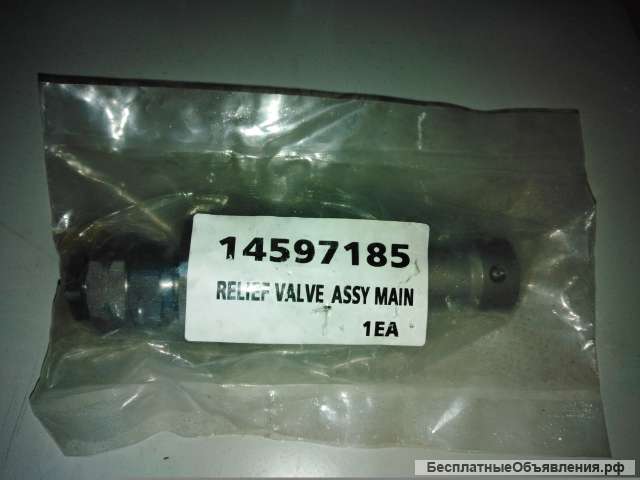 14597185
RELIEF VALVE ASSY MAIN
1EA
БесплатныеОбъявления.рф